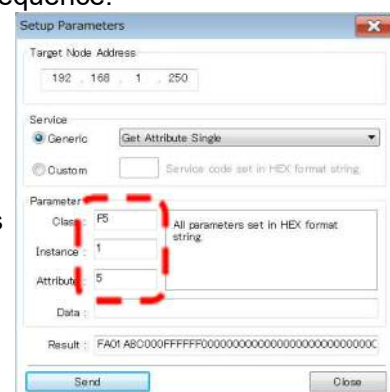 equence.
Setup Parameters
Target Node Address
192 . 168 . 1 . 250
Service
Generic Get Attribute Single
Custom Service code set in HEX format string.
Parameter
Class : F5
All parameters set in HEX format string.
s
Instance : 1
Attribute : 5
Data :
Result : FA01A8C000FFFFFF00000000000000000000000000C
Send Close